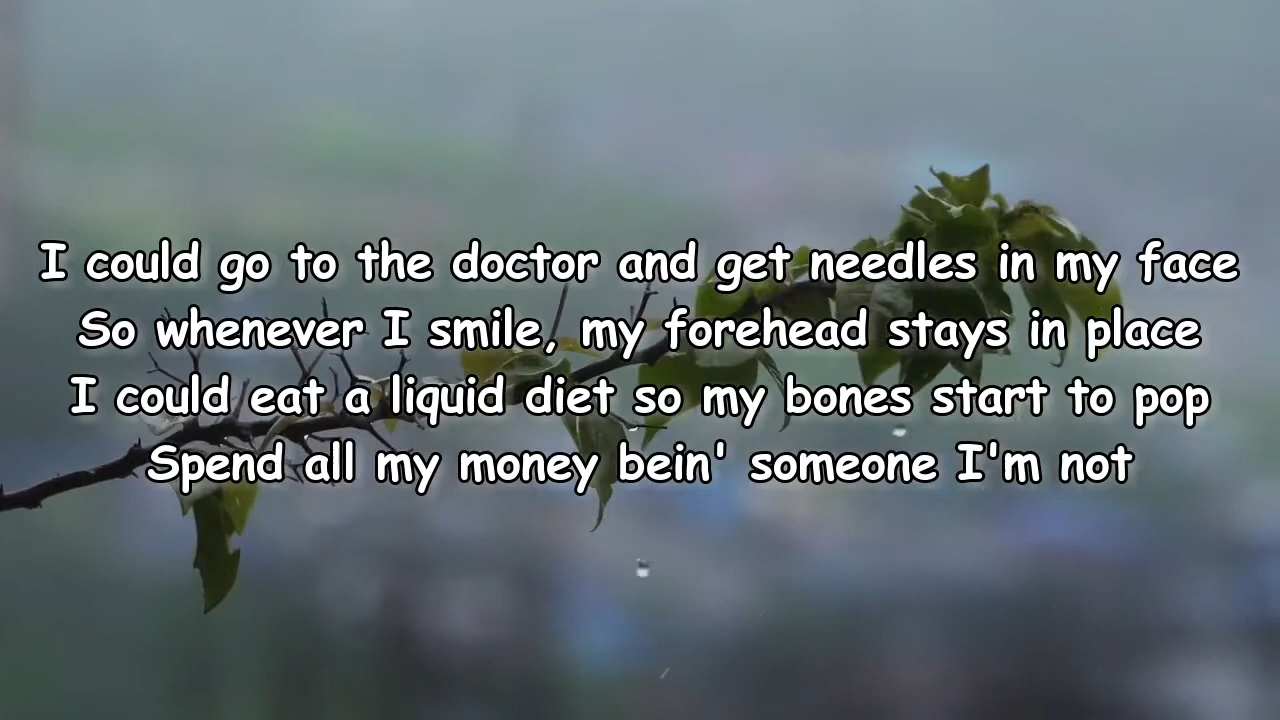 I could go to the doctor and get needles in my face
So whenever I smile, my forehead stays in place
I could eat a liquid diet so my bones start to pop
Spend all my money bein' someone I'm not